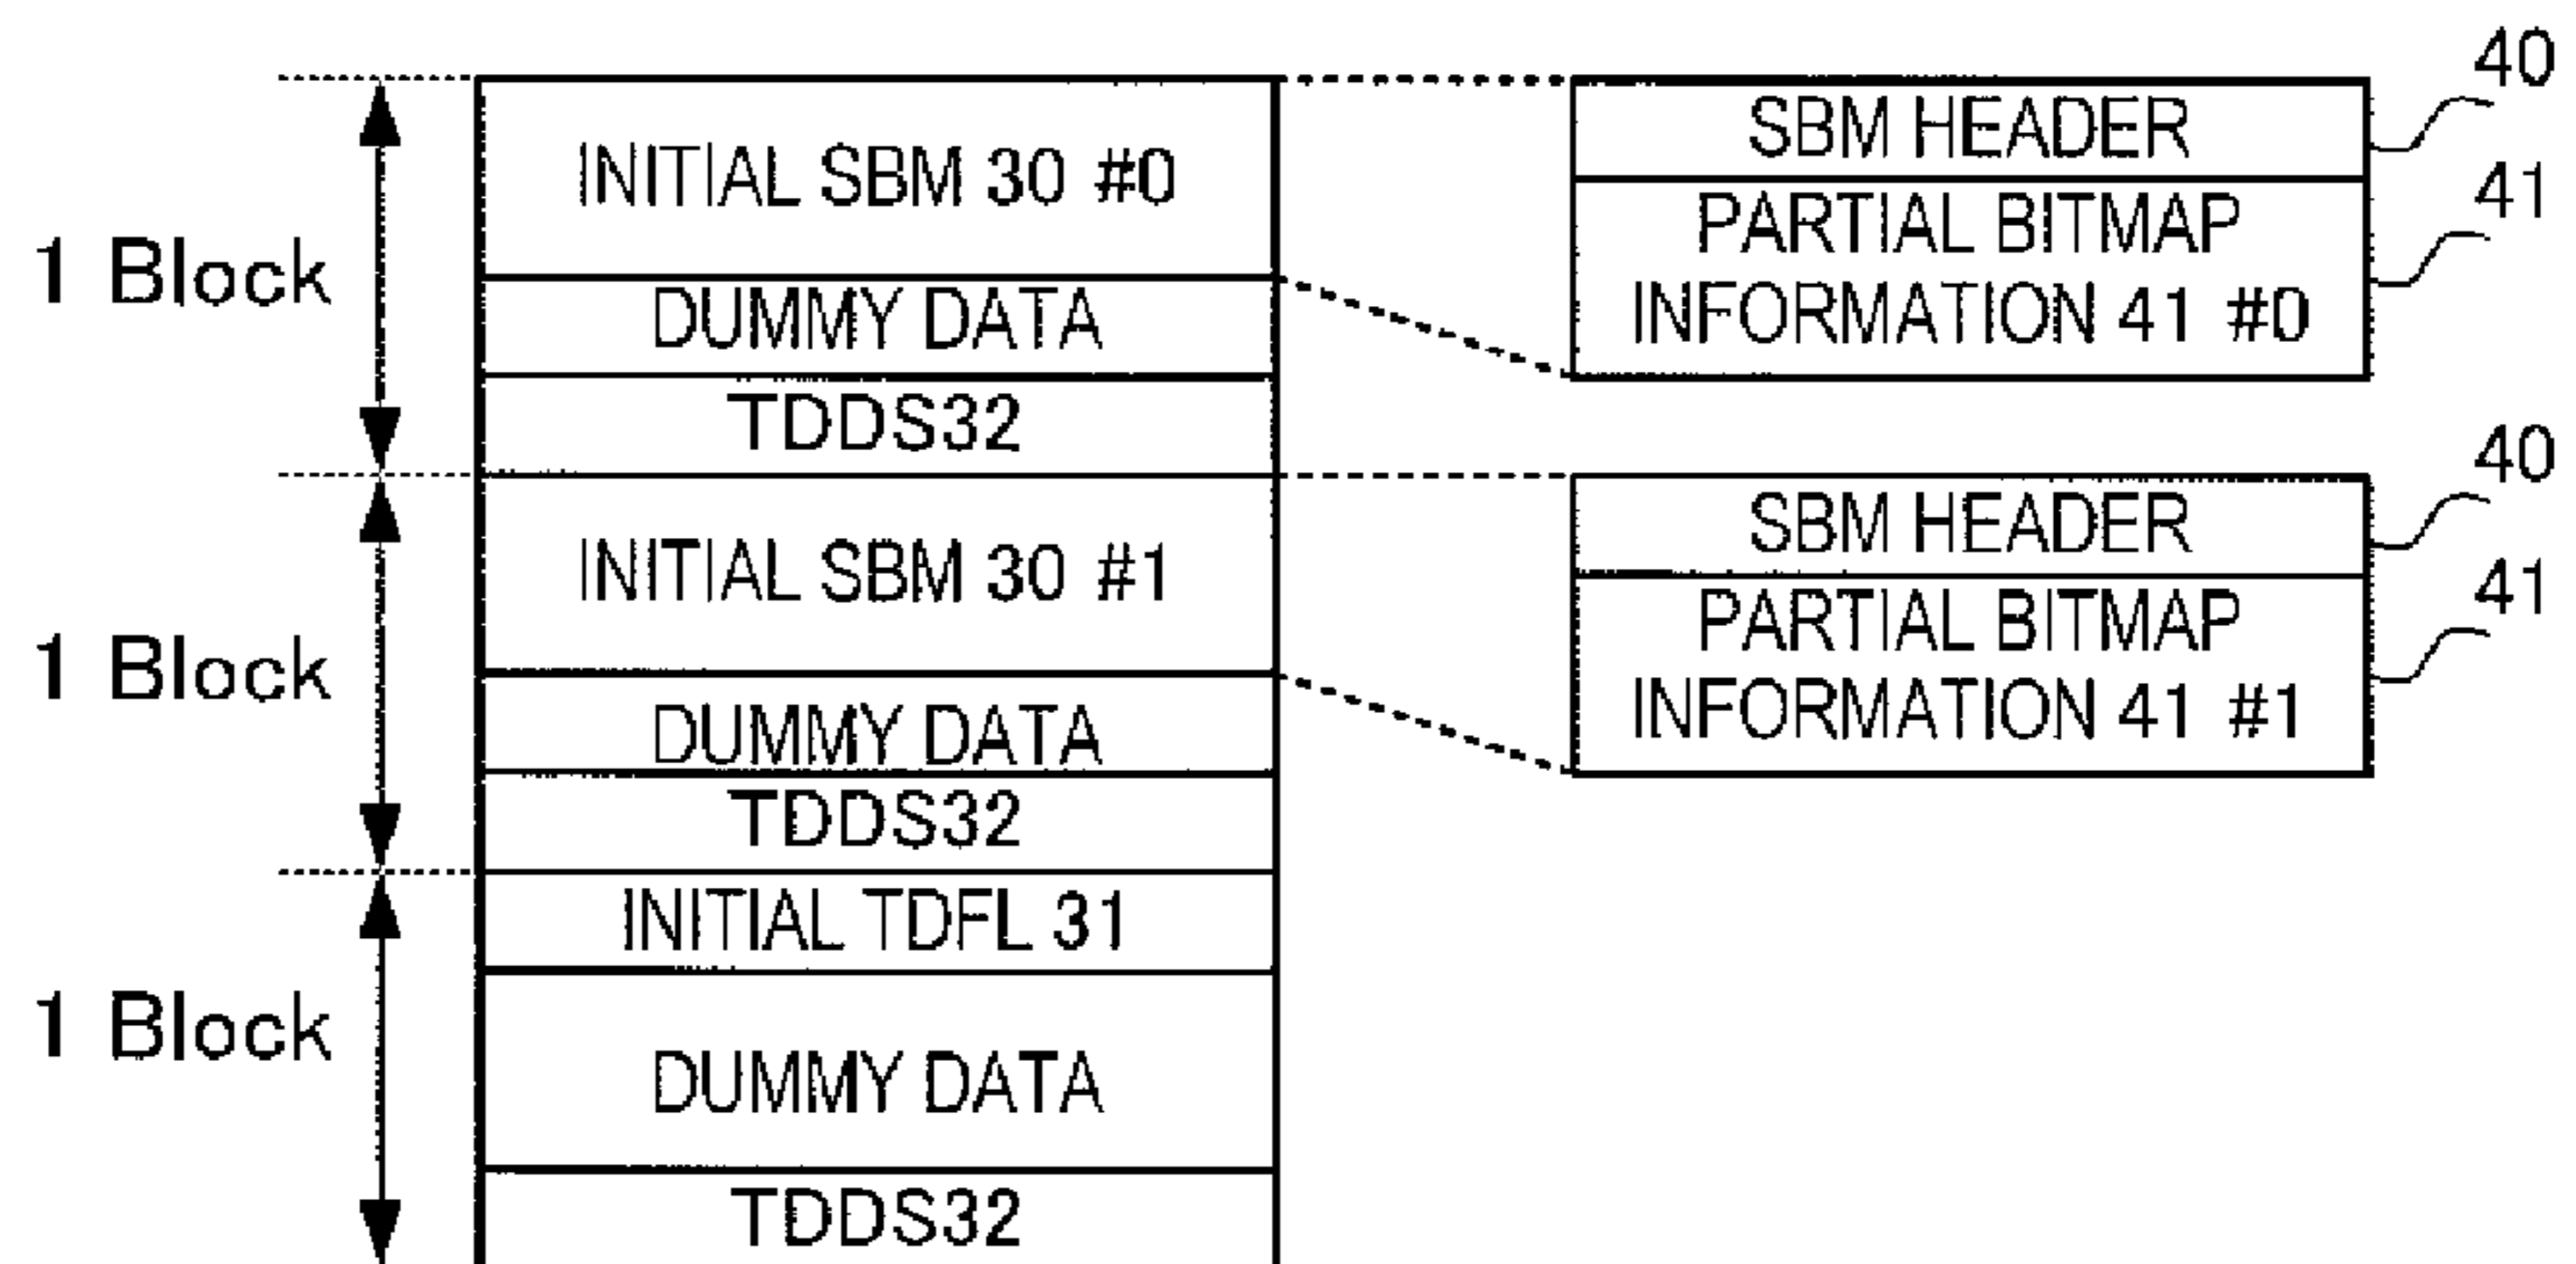 1 Block
INITIAL SBM 30 #0
DUMMY DATA
TDDS32
SBM HEADER
40
PARTIAL BITMAP
INFORMATION 41 #0
41
1 Block
INITIAL SBM 30 #1
DUMMY DATA
TDDS32
SBM HEADER
40
PARTIAL BITMAP
INFORMATION 41 #1
41
1 Block
INITIAL TDFL 31
DUMMY DATA
TDDS32